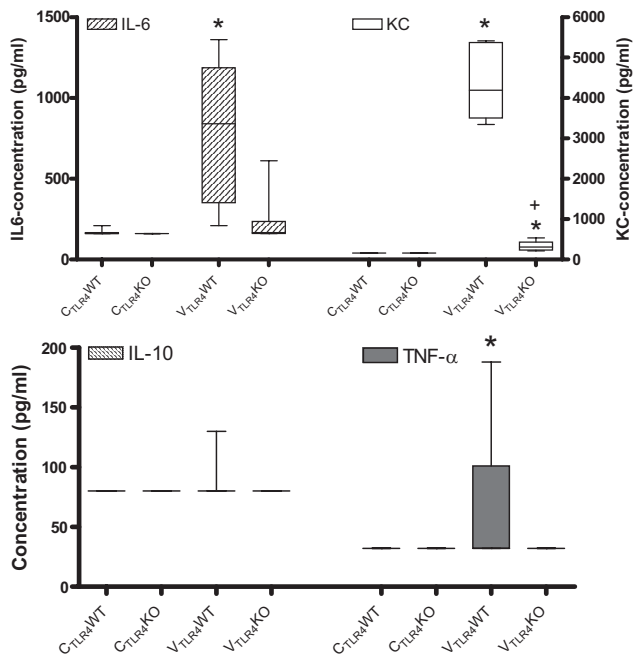 IL-6
KC
IL6-concentration (pg/ml)
1500
1000
500
0
*
*
+
*
6000
5000
4000
3000
2000
1000
0
KC-concentration (pg/ml)
CTLR4WT
CTLR4KO
VTLR4WT
VTLR4KO
CTLR4WT
CTLR4KO
VTLR4WT
VTLR4KO
IL-10
TNF-α
Concentration (pg/ml)
200
150
100
50
0
*
CTLR4WT
CTLR4KO
VTLR4WT
VTLR4KO
CTLR4WT
CTLR4KO
VTLR4WT
VTLR4KO